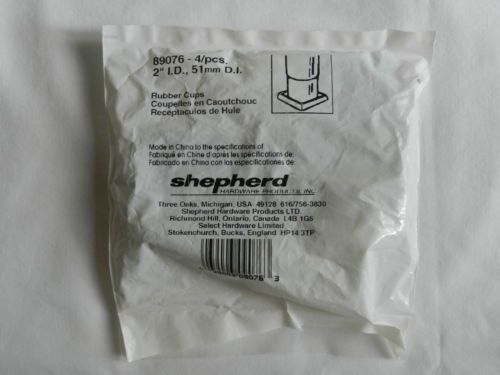 89076 - 4/pcs.
2" I.D., 51mm D.I.
Rubber Cups
Coupelles en Caoutchouc
Receptaculos de Hule
Made in China to the specifications of
Fabriqué en Chine d'après les spécifications de:
Fabricado en China con las especificaciones de:
shepherd
HARDWARE PRODUCTS, INC.
Three Oaks, Michigan, USA 49128 616/756-3830
Shepherd Hardware Products LTD.
Richmond Hill, Ontario, Canada L4B 1G5
Select Hardware Limited
Stokenchurch, Bucks, England HP14 3TP
89076 3